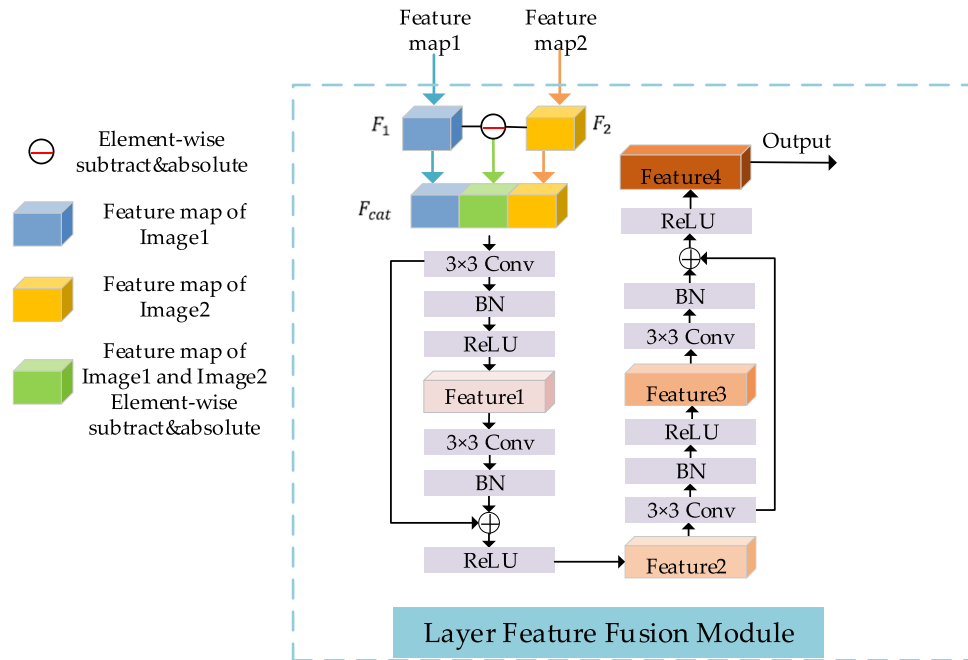 Feature
map1
Feature
map2
F1
F2
Element-wise
subtract&absolute
Feature map of
Image1
Feature map of
Image2
Feature map of
Image1 and Image2
Element-wise
subtract&absolute
Fcat
3×3 Conv
BN
ReLU
Feature1
3×3 Conv
BN
ReLU
Output
Feature4
ReLU
BN
3×3 Conv
Feature3
ReLU
BN
3×3 Conv
Feature2
Layer Feature Fusion Module